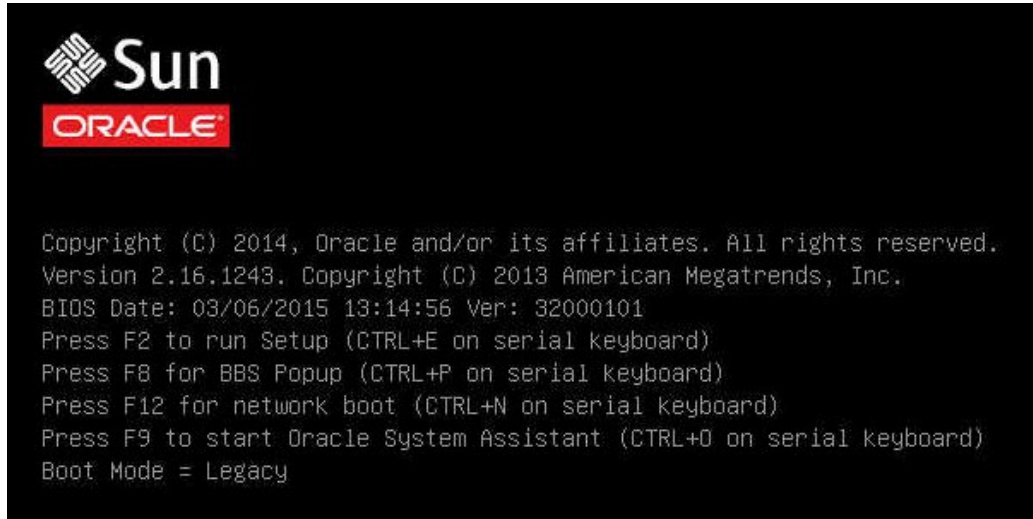 Sun
ORACLE
Copyright (C) 2014, Oracle and/or its affiliates. All rights reserved.
Version 2.16.1243. Copyright (C) 2013 American Megatrends, Inc.
BIOS Date: 03/06/2015 13:14:56 Ver: 32000101
Press F2 to run Setup (CTRL+E on serial keyboard)
Press F8 for BBS Popup (CTRL+P on serial keyboard)
Press F12 for network boot (CTRL+N on serial keyboard)
Press F9 to start Oracle System Assistant (CTRL+O on serial keyboard)
Boot Mode = Legacy